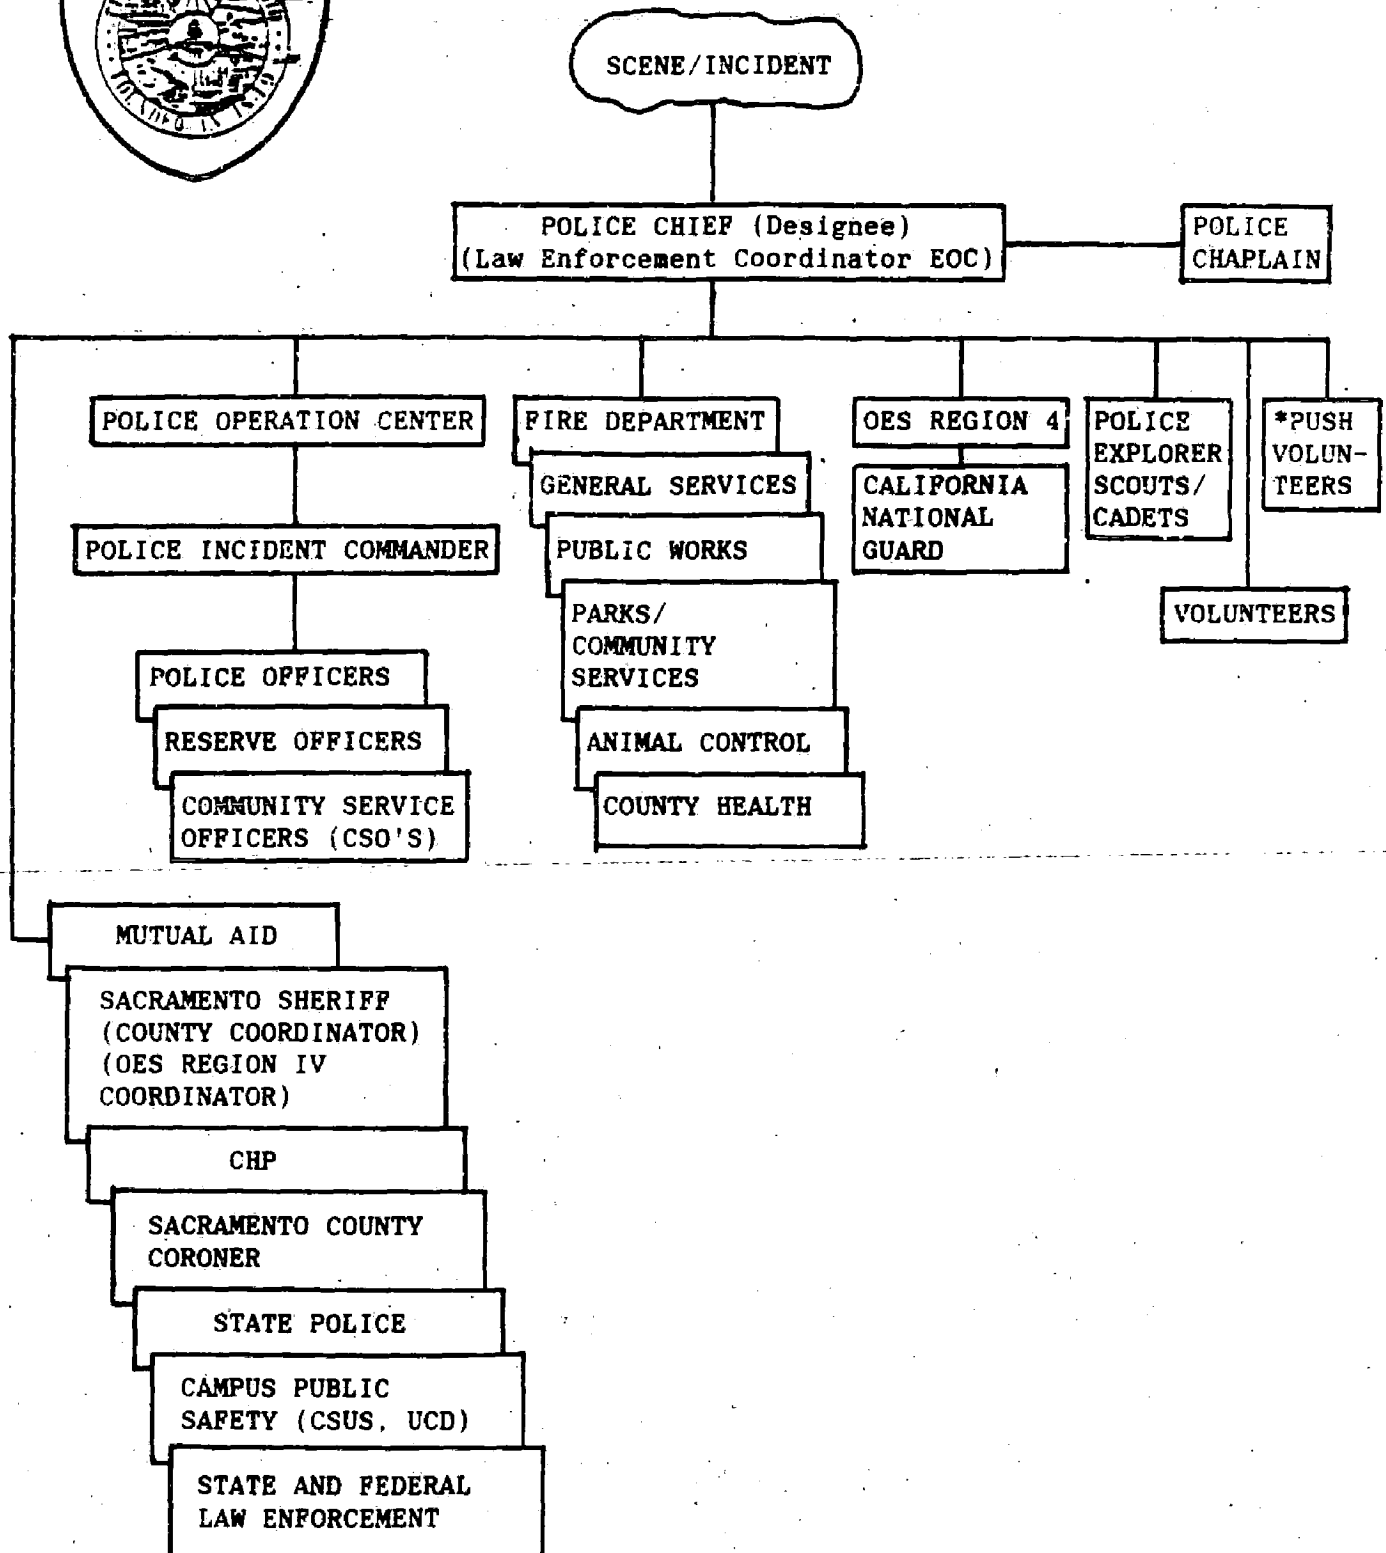 SCENE/INCIDENT
POLICE CHIEF (Designee)
(Law Enforcement Coordinator EOC)
POLICE
CHAPLAIN
POLICE OPERATION CENTER
POLICE INCIDENT COMMANDER
POLICE OFFICERS
RESERVE OFFICERS
COMMUNITY SERVICE
OFFICERS (CSO'S)
FIRE DEPARTMENT
GENERAL SERVICES
PUBLIC WORKS
PARKS/
COMMUNITY
SERVICES
ANIMAL CONTROL
COUNTY HEALTH
OES REGION 4
CALIFORNIA
NATIONAL
GUARD
POLICE
EXPLORER
SCOUTS/
CADETS
VOLUNTEERS
*PUSH
VOLUN-
TEERS
MUTUAL AID
SACRAMENTO SHERIFF
(COUNTY COORDINATOR)
(OES REGION IV
COORDINATOR)
CHP
SACRAMENTO COUNTY
CORONER
STATE POLICE
CAMPUS PUBLIC
SAFETY (CSUS, UCD)
STATE AND FEDERAL
LAW ENFORCEMENT